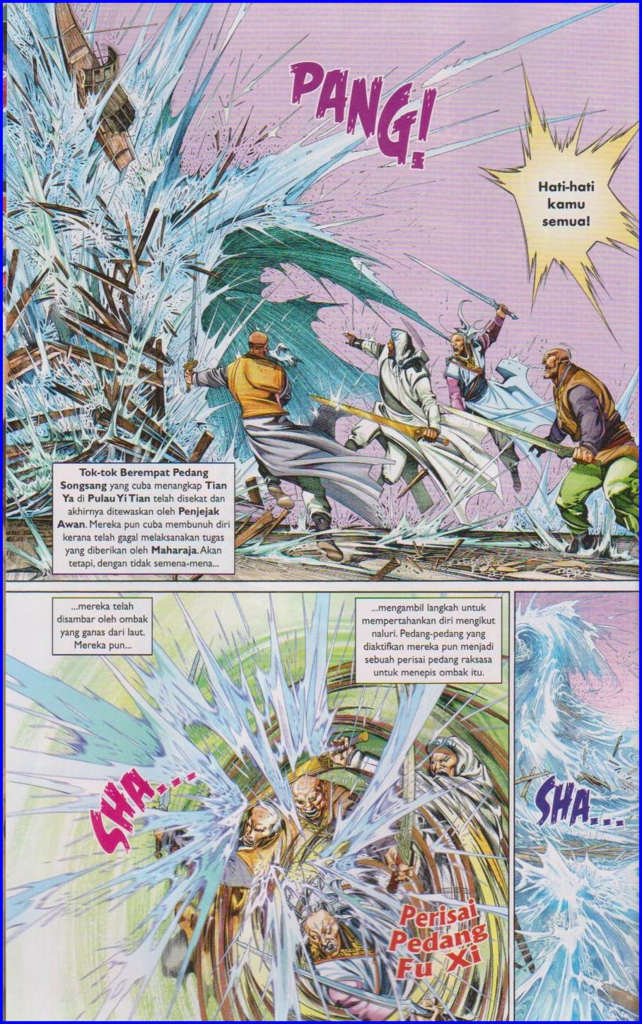 PANG!
Hati-hati
kamu
semua!
Tok-tok Berempat Pedang
Songsang yang cuba menangkap Tian
Ya di Pulau Yi Tian telah disekat dan
akhirnya ditewaskan oleh Penjejak
Awan. Mereka pun cuba membunuh diri
kerana telah gagal melaksanakan tugas
yang diberikan oleh Maharaja. Akan
tetapi, dengan tidak semena-mena...
...mereka telah
disambar oleh ombak
yang ganas dari laut.
Mereka pun...
...mengambil langkah untuk
mempertahankan diri mengikut
naluri. Pedang-pedang yang
diaktifkan mereka pun menjadi
sebuah perisai pedang raksasa
untuk menepis ombak itu.
SHA...
SHA...
Perisai
Pedang
Fu Xi